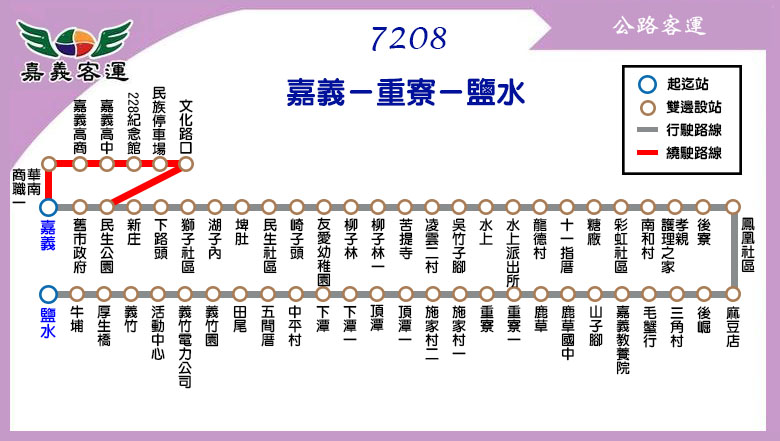 嘉義客運
7208
公路客運
嘉義－重寮－鹽水
起迄站
雙邊設站
行駛路線
繞駛路線
華南商職一
嘉義高商
嘉義高中
228紀念館
民族停車場
文化路口
嘉義
舊市政府
民生公園
新庄
下路頭
獅子社區
湖子內
埤肚
民生社區
崎子頭
友愛幼稚園
柳子林
柳子林一
苦提寺
凌雲二村
吳竹子腳
水上
水上派出所
龍德村
十一指厝
糖廠
彩虹社區
南和村
孝親護理之家
後寮
鳳凰社區
鹽水
牛埔
厚生橋
義竹
活動中心
義竹電力公司
義竹園
田尾
五間厝
中平村
下潭
下潭一
頂潭
頂潭一
施家村二
施家村一
重寮
重寮一
鹿草
鹿草國中
山子腳
嘉義教養院
毛蟹行
三角村
後崛
麻豆店